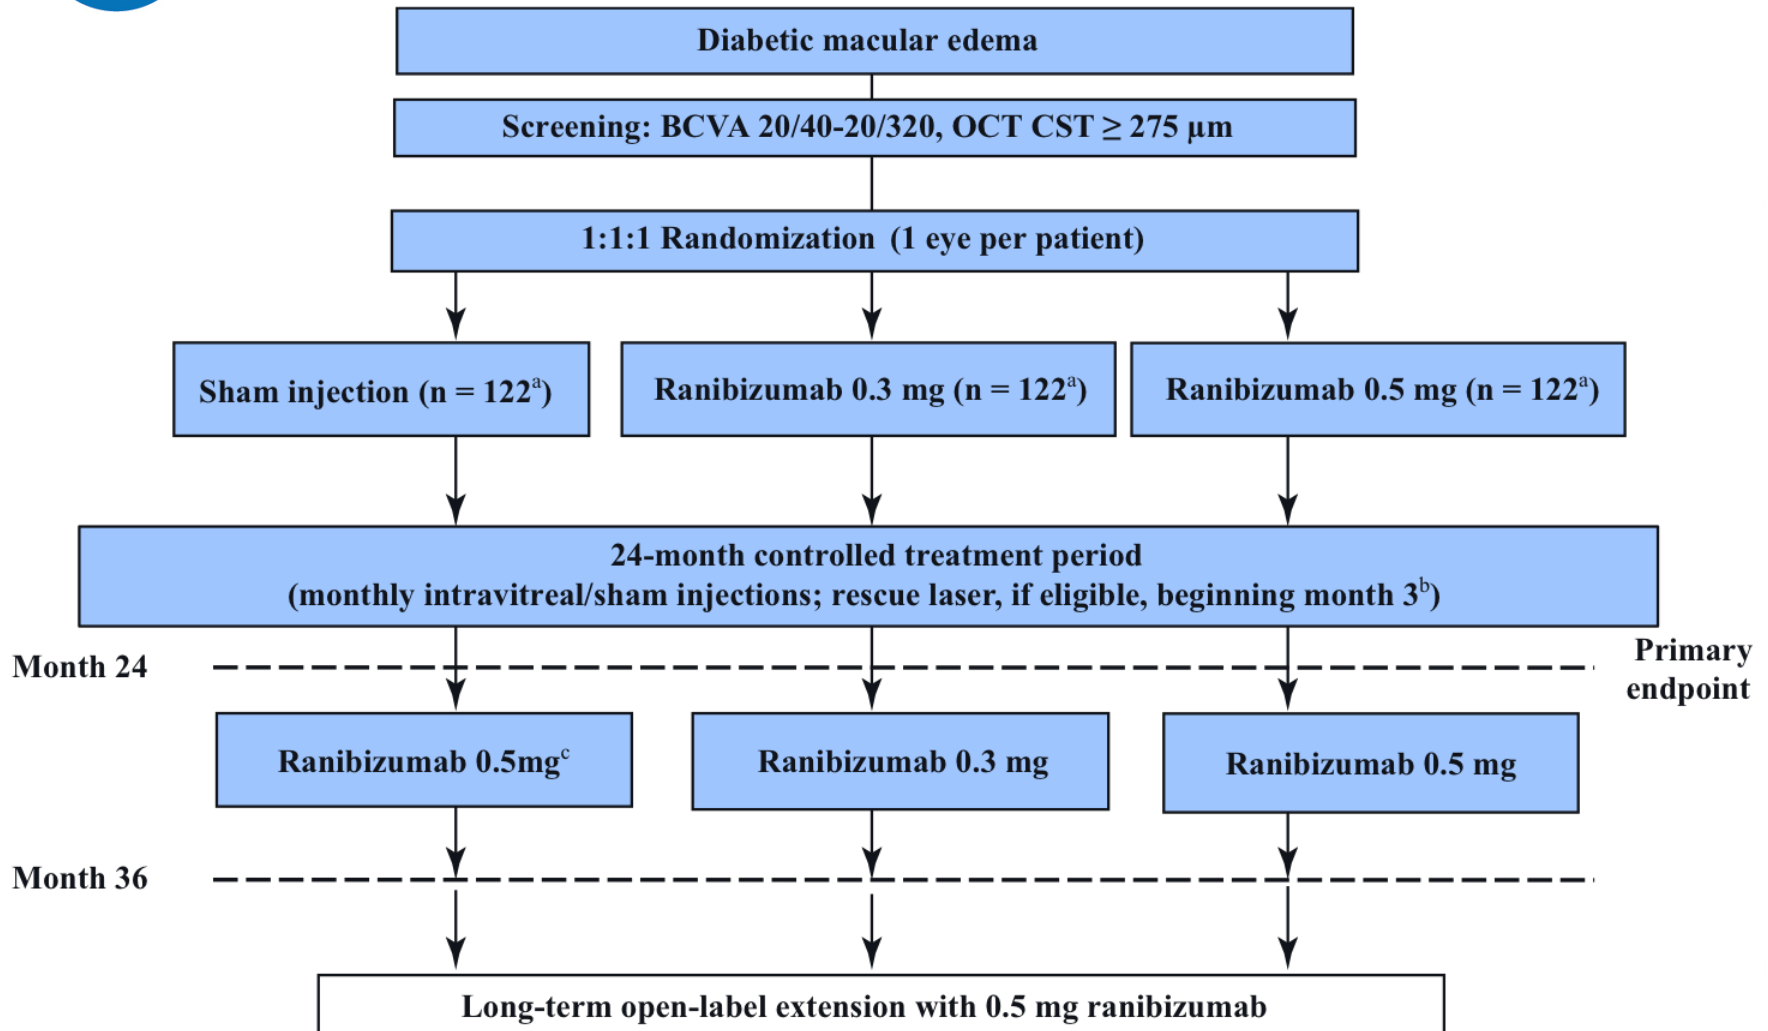 Diabetic macular edema
Screening: BCVA 20/40-20/320, OCT CST ≥ 275 µm
1:1:1 Randomization (1 eye per patient)
Sham injection (n = 122ᵃ)
Ranibizumab 0.3 mg (n = 122ᵃ)
Ranibizumab 0.5 mg (n = 122ᵃ)
24-month controlled treatment period
(monthly intravitreal/sham injections; rescue laser, if eligible, beginning month 3ᵇ)
Month 24
Primary
endpoint
Ranibizumab 0.5mgᶜ
Ranibizumab 0.3 mg
Ranibizumab 0.5 mg
Month 36
Long-term open-label extension with 0.5 mg ranibizumab